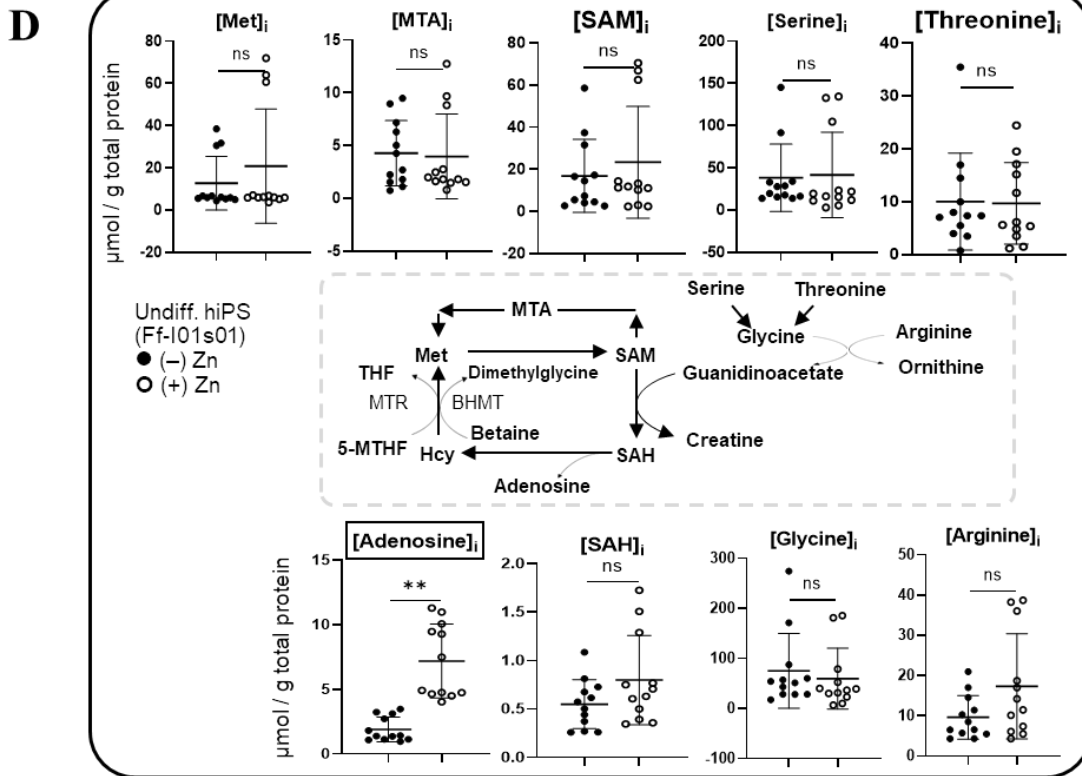 D
[Met]i
[MTA]i
[SAM]i
[Serine]i
[Threonine]i
µmol / g total protein
80
60
40
20
0
-20
ns
15
10
5
0
-5
ns
80
60
40
20
0
-20
ns
200
150
100
50
0
-50
ns
40
30
20
10
0
ns
Undiff. hiPS
(Ff-I01s01)
(–) Zn
(+) Zn
Serine
Threonine
MTA
Glycine
Arginine
Met
SAM
Ornithine
THF
Dimethylglycine
Guanidinoacetate
MTR
BHMT
Betaine
Creatine
5-MTHF
Hcy
SAH
Adenosine
[Adenosine]i
[SAH]i
[Glycine]i
[Arginine]i
µmol / g total protein
15
10
5
0
**
2.0
1.5
1.0
0.5
0.0
ns
300
200
100
0
-100
ns
50
40
30
20
10
0
ns